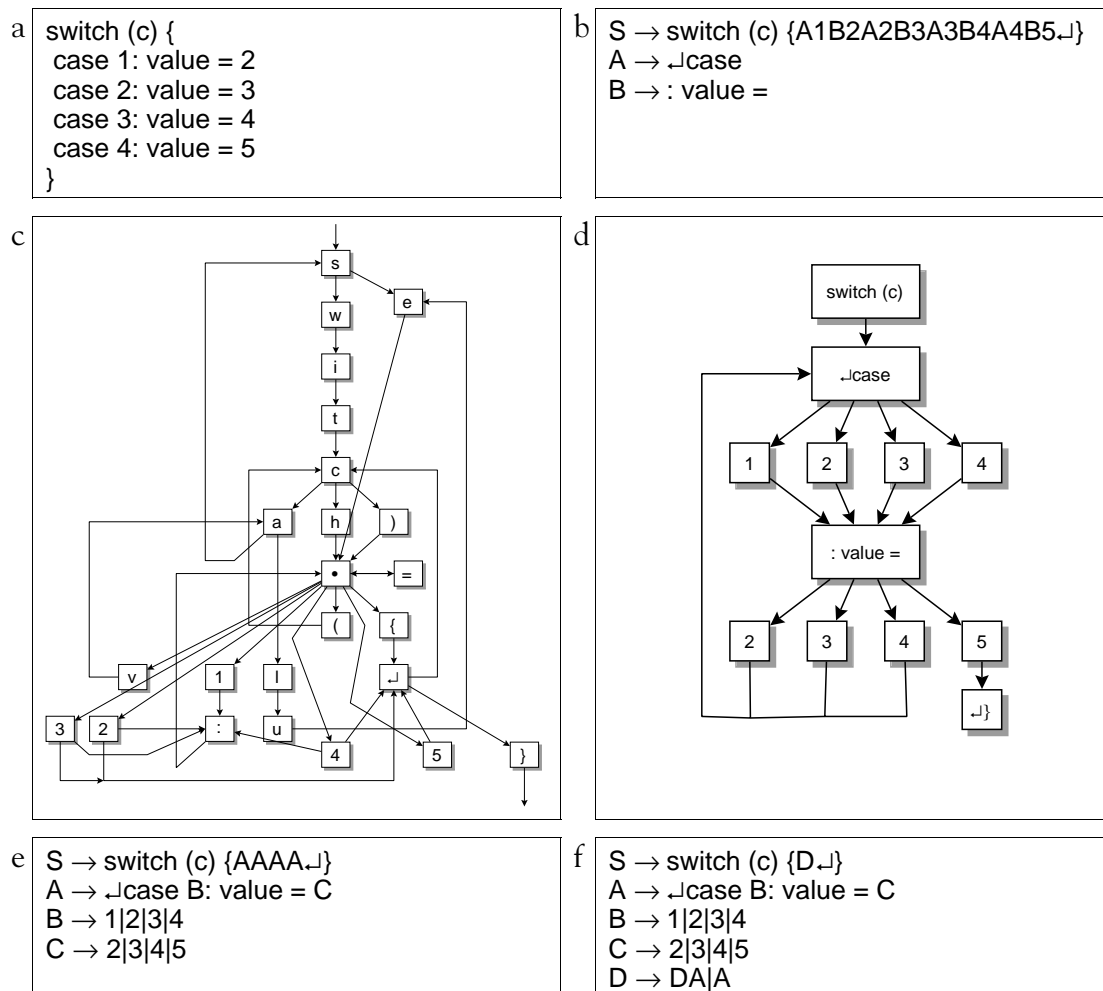 a
switch (c) {
case 1: value = 2
case 2: value = 3
case 3: value = 4
case 4: value = 5
}
b
S → switch (c) {A1B2A2B3A3B4A4B5↵}
A → ↵case
B → : value =
c
s
e
w
i
t
c
a h )
• =
( {
v 1 l ↵
3 2 : u 4 5 }
d
switch (c)
↵case
1 2 3 4
: value =
2 3 4 5
↵}
e
S → switch (c) {AAAA↵}
A → ↵case B: value = C
B → 1|2|3|4
C → 2|3|4|5
f
S → switch (c) {D↵}
A → ↵case B: value = C
B → 1|2|3|4
C → 2|3|4|5
D → DA|A